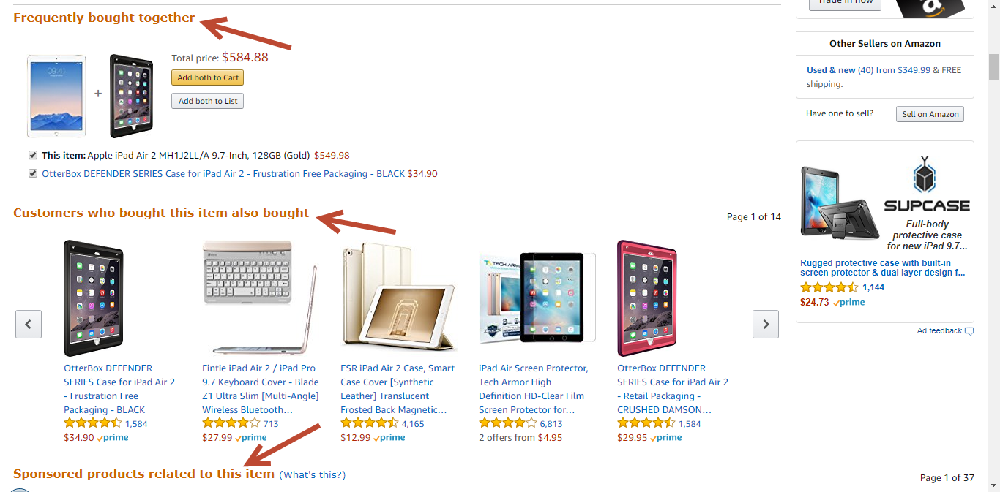 Frequently bought together
09:41
+
Total price: $584.88
Add both to Cart
Add both to List
This item: Apple iPad Air 2 MH1J2LL/A 9.7-Inch, 128GB (Gold) $549.98
OtterBox DEFENDER SERIES Case for iPad Air 2 - Frustration Free Packaging - BLACK $34.90
Customers who bought this item also bought
Page 1 of 14
OtterBox DEFENDER
SERIES Case for iPad Air 2
- Frustration Free
Packaging - BLACK
1,584
$34.90 prime
Fintie iPad Air 2 / iPad Pro
9.7 Keyboard Cover - Blade
Z1 Ultra Slim [Multi-Angle]
Wireless Bluetooth...
713
$27.99 prime
ESR iPad Air 2 Case, Smart
Case Cover [Synthetic
Leather] Translucent
Frosted Back Magnetic...
4,165
$12.99 prime
TECH ARMOR
iPad Air Screen Protector,
Tech Armor High
Definition HD-Clear Film
Screen Protector for...
6,813
2 offers from $4.95
OtterBox DEFENDER
SERIES Case for iPad Air 2
- Retail Packaging -
CRUSHED DAMSON...
1,584
$29.95 prime
Sponsored products related to this item (What's this?)
Page 1 of 37
Trade in now
a
Other Sellers on Amazon
Used & new (40) from $349.99 & FREE
shipping.
Have one to sell?
Sell on Amazon
SUPCASE
Full-body
protective case
for new iPad 9.7...
Rugged protective case with built-in
screen protector & dual layer design f...
1,144
$24.73 prime
Ad feedback